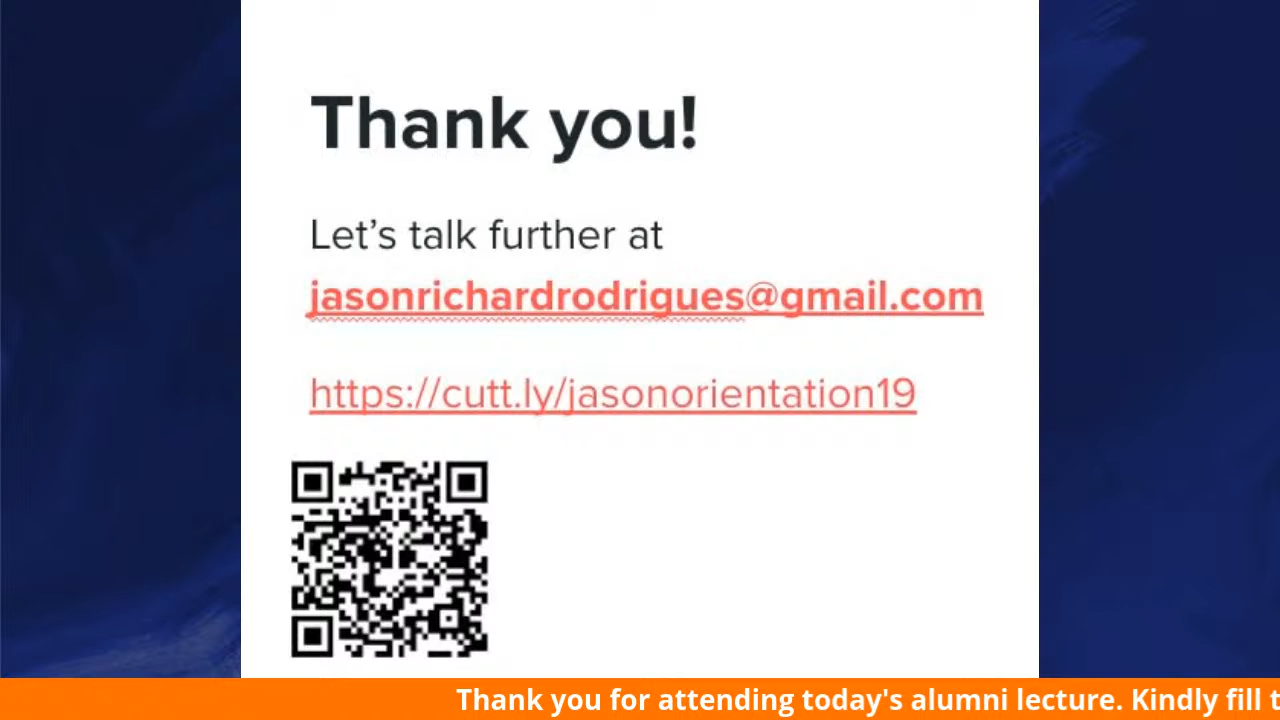 Thank you!
Let’s talk further at
jasonrichardrodrigues@gmail.com
https://cutt.ly/jasonorientation19
Thank you for attending today's alumni lecture. Kindly fill t